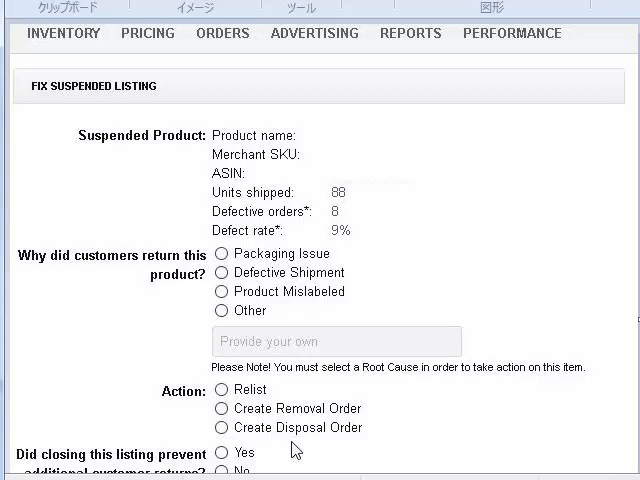 クリップボード イメージ ツール 図形
INVENTORY PRICING ORDERS ADVERTISING REPORTS PERFORMANCE
FIX SUSPENDED LISTING
Suspended Product: Product name:
Merchant SKU:
ASIN:
Units shipped: 88
Defective orders*: 8
Defect rate*: 9%
Why did customers return this product?
Packaging Issue
Defective Shipment
Product Mislabeled
Other
Provide your own
Please Note! You must select a Root Cause in order to take action on this item.
Action: Relist
Create Removal Order
Create Disposal Order
Did closing this listing prevent additional customer returns?
Yes
No